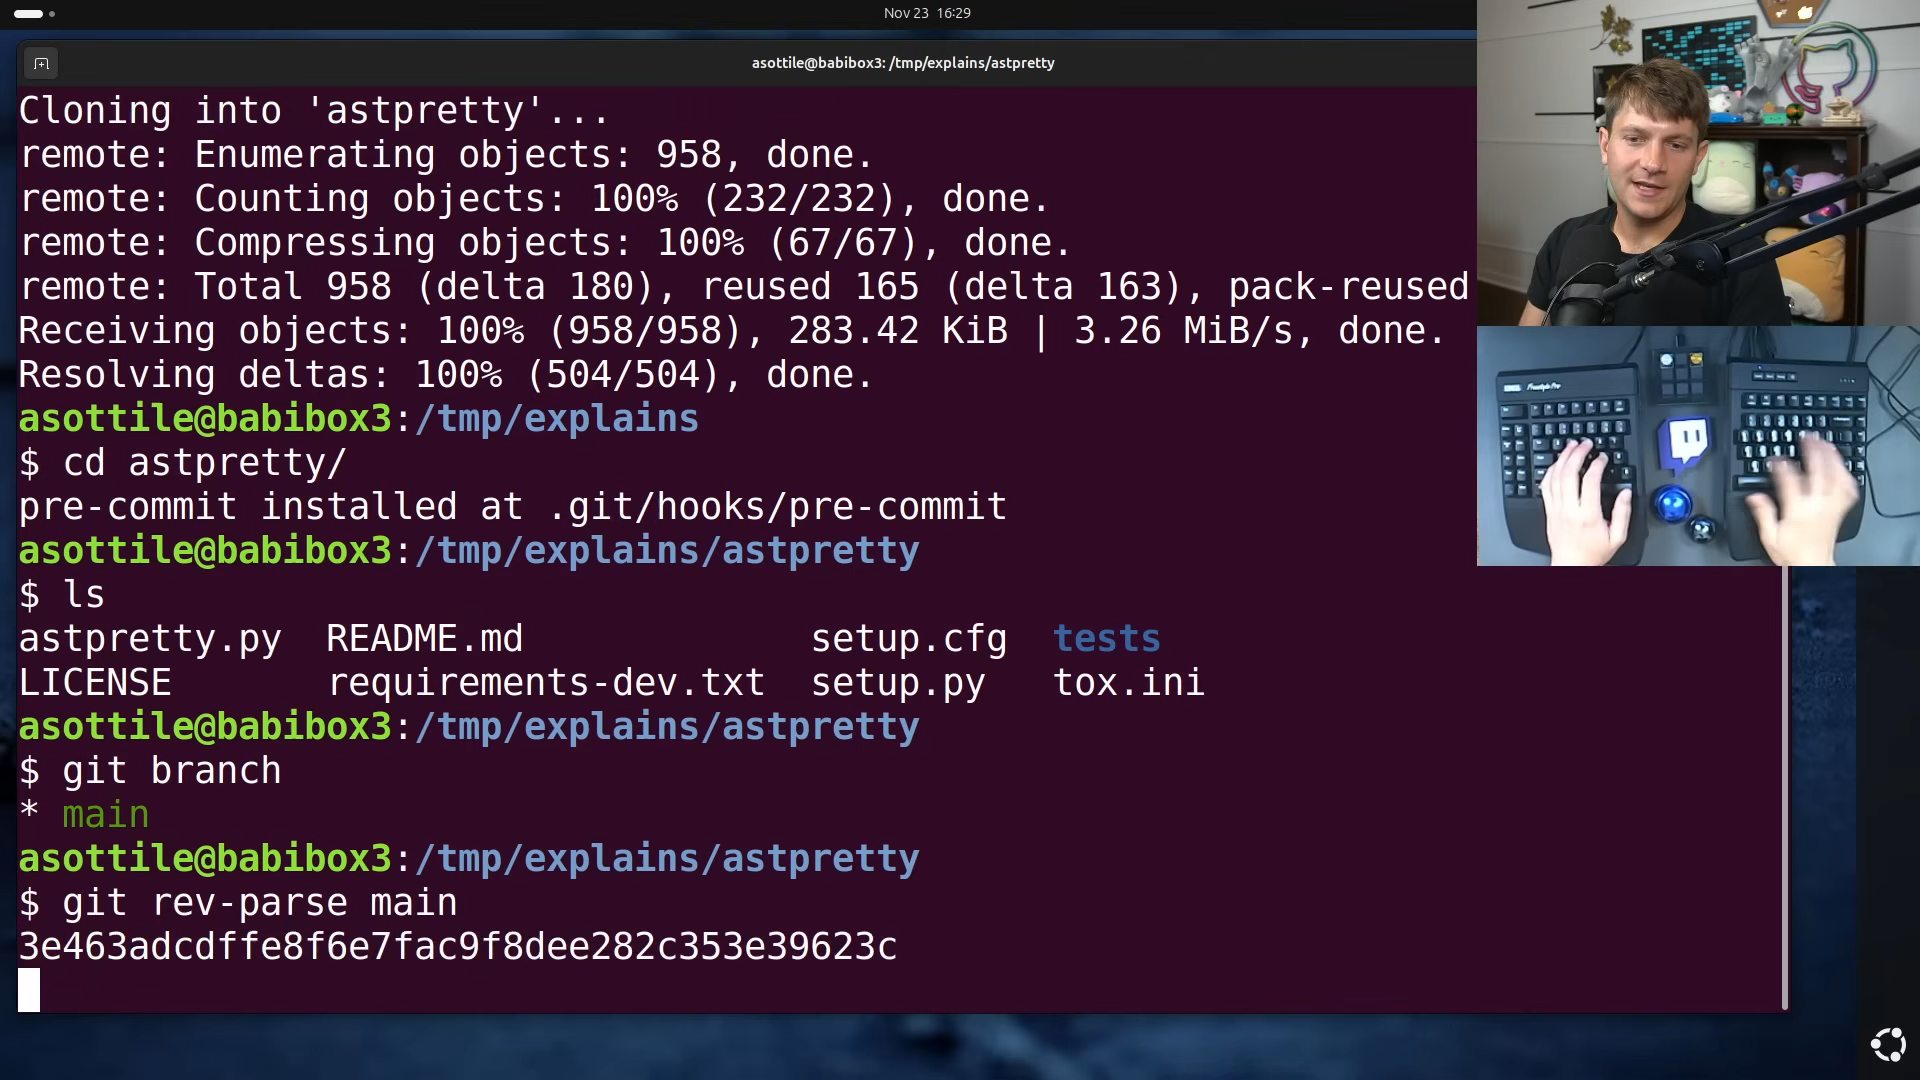 Nov 23 16:29
asottile@babibox3: /tmp/explains/astpretty
Cloning into 'astpretty'...
remote: Enumerating objects: 958, done.
remote: Counting objects: 100% (232/232), done.
remote: Compressing objects: 100% (67/67), done.
remote: Total 958 (delta 180), reused 165 (delta 163), pack-reused
Receiving objects: 100% (958/958), 283.42 KiB | 3.26 MiB/s, done.
Resolving deltas: 100% (504/504), done.
asottile@babibox3:/tmp/explains
$ cd astpretty/
pre-commit installed at .git/hooks/pre-commit
asottile@babibox3:/tmp/explains/astpretty
$ ls
astpretty.py README.md setup.cfg tests
LICENSE requirements-dev.txt setup.py tox.ini
asottile@babibox3:/tmp/explains/astpretty
$ git branch
* main
asottile@babibox3:/tmp/explains/astpretty
$ git rev-parse main
3e463adcdffe8f6e7fac9f8dee282c353e39623c
Freestyle Pro